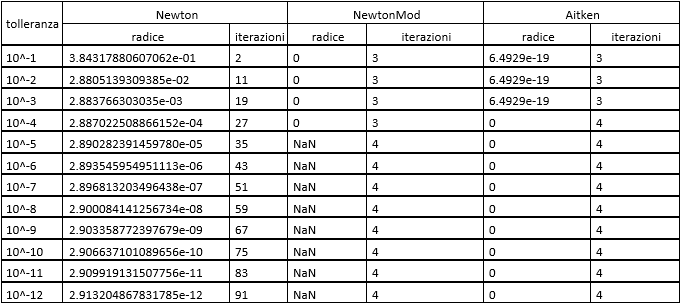 tolleranza Newton NewtonMod Aitken
radice iterazioni radice iterazioni radice iterazioni
10^-1 3.84317880607062e-01 2 0 3 6.4929e-19 3
10^-2 2.8805139309385e-02 11 0 3 6.4929e-19 3
10^-3 2.883766303035e-03 19 0 3 6.4929e-19 3
10^-4 2.887022508866152e-04 27 0 3 0 4
10^-5 2.890282391459780e-05 35 NaN 4 0 4
10^-6 2.893545954951113e-06 43 NaN 4 0 4
10^-7 2.896813203496438e-07 51 NaN 4 0 4
10^-8 2.900084141256734e-08 59 NaN 4 0 4
10^-9 2.903358772397679e-09 67 NaN 4 0 4
10^-10 2.906637101089656e-10 75 NaN 4 0 4
10^-11 2.909919131507756e-11 83 NaN 4 0 4
10^-12 2.913204867831785e-12 91 NaN 4 0 4